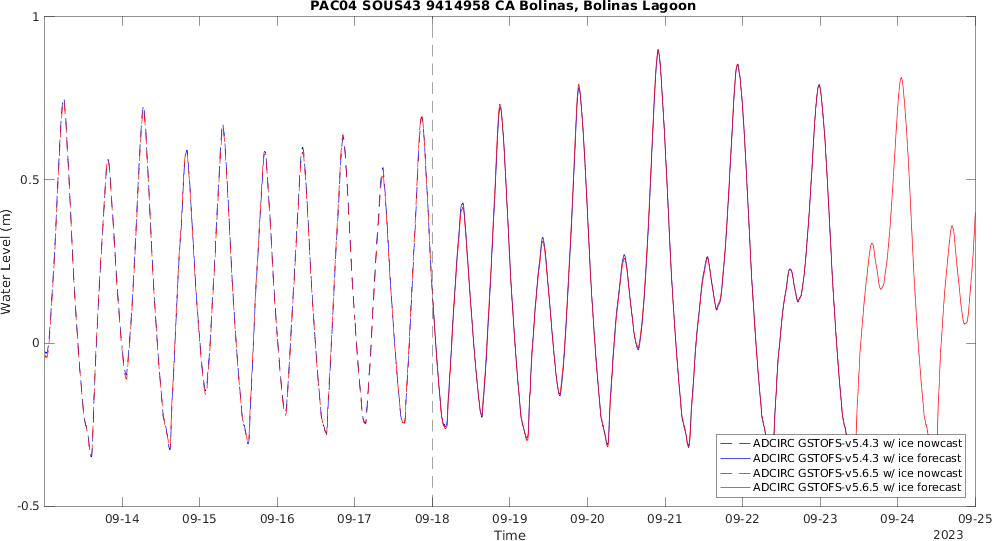 PAC04 SOUS43 9414958 CA Bolinas, Bolinas Lagoon
1
0.5
0
-0.5
Water Level (m)
ADCIRC GSTOFS-v5.4.3 w/ ice nowcast
ADCIRC GSTOFS-v5.4.3 w/ ice forecast
ADCIRC GSTOFS-v5.6.5 w/ ice nowcast
ADCIRC GSTOFS-v5.6.5 w/ ice forecast
09-14 09-15 09-16 09-17 09-18 09-19 09-20 09-21 09-22 09-23 09-24 09-25
Time
2023